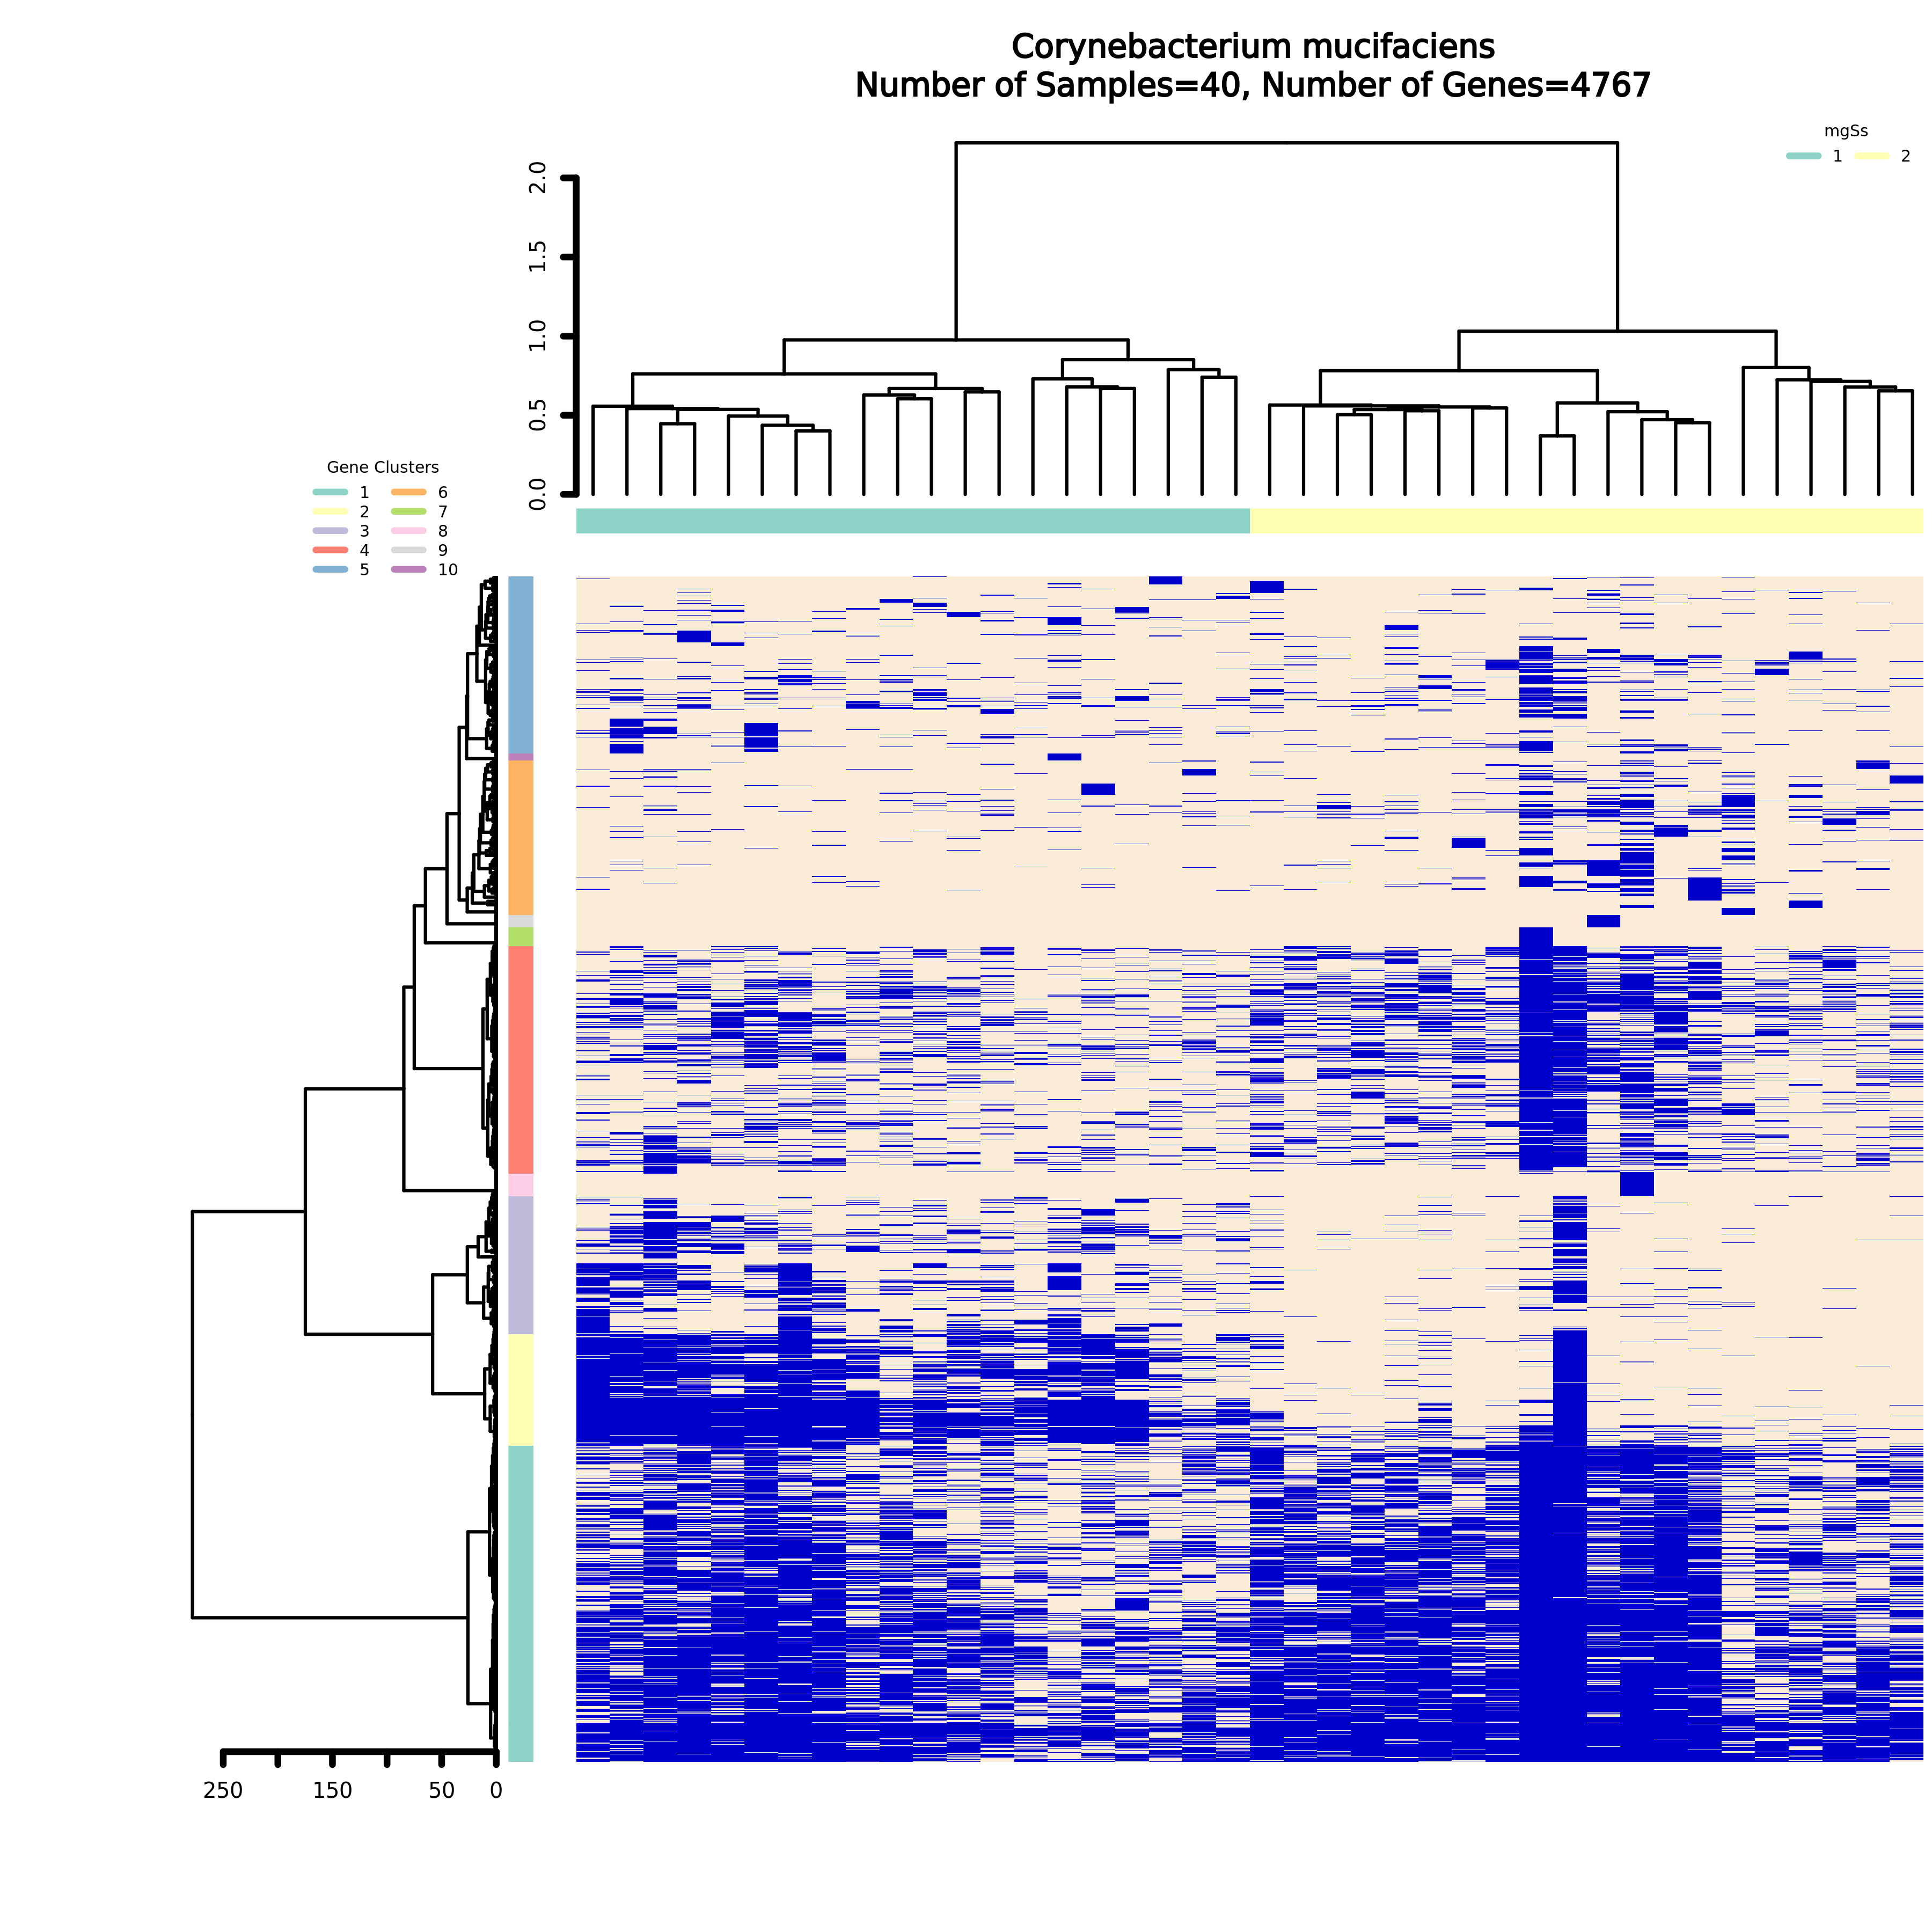 Corynebacterium mucifaciens
Number of Samples=40, Number of Genes=4767
mgSs
1 2
2.0
1.5
1.0
0.5
0.0
Gene Clusters
1 6
2 7
3 8
4 9
5 10
250 150 50 0